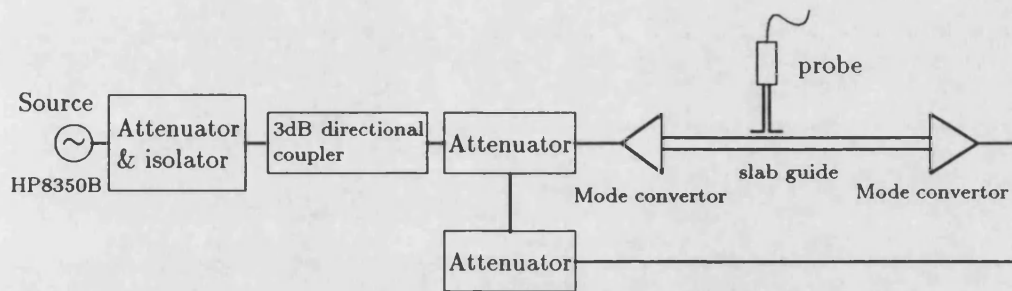 probe
Source
Attenuator
& isolator
3dB directional
coupler
Attenuator
HP8350B
slab guide
Mode convertor
Mode convertor
Attenuator